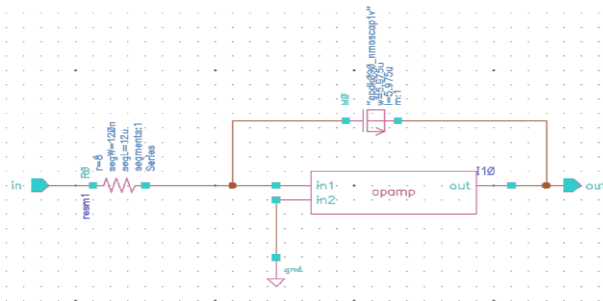 "gpdk090_nmoscap1v"
w=5.975u
l=5.975u
m:1
M0
in
R0
resm1
r=8
segW=120n
segL=12u.
segments:1
Series
in1
in2
opamp
out
I10
out
gnd